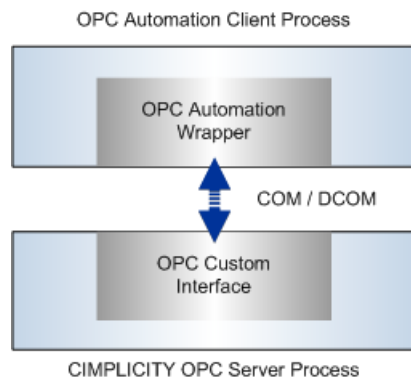 OPC Automation Client Process
OPC Automation
Wrapper
COM / DCOM
OPC Custom
Interface
CIMPLICITY OPC Server Process